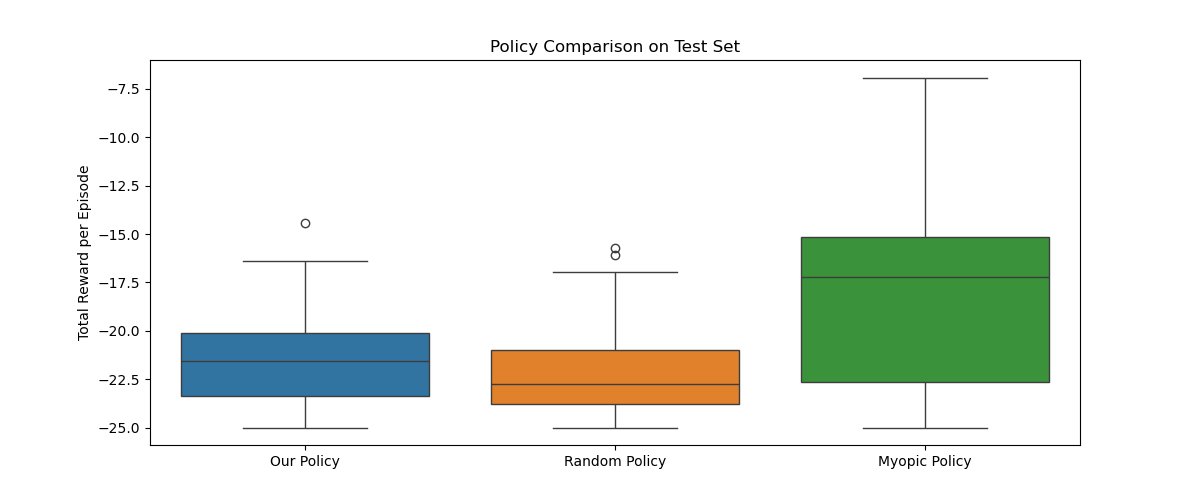 Policy Comparison on Test Set
Total Reward per Episode
−7.5
−10.0
−12.5
−15.0
−17.5
−20.0
−22.5
−25.0
Our Policy
Random Policy
Myopic Policy